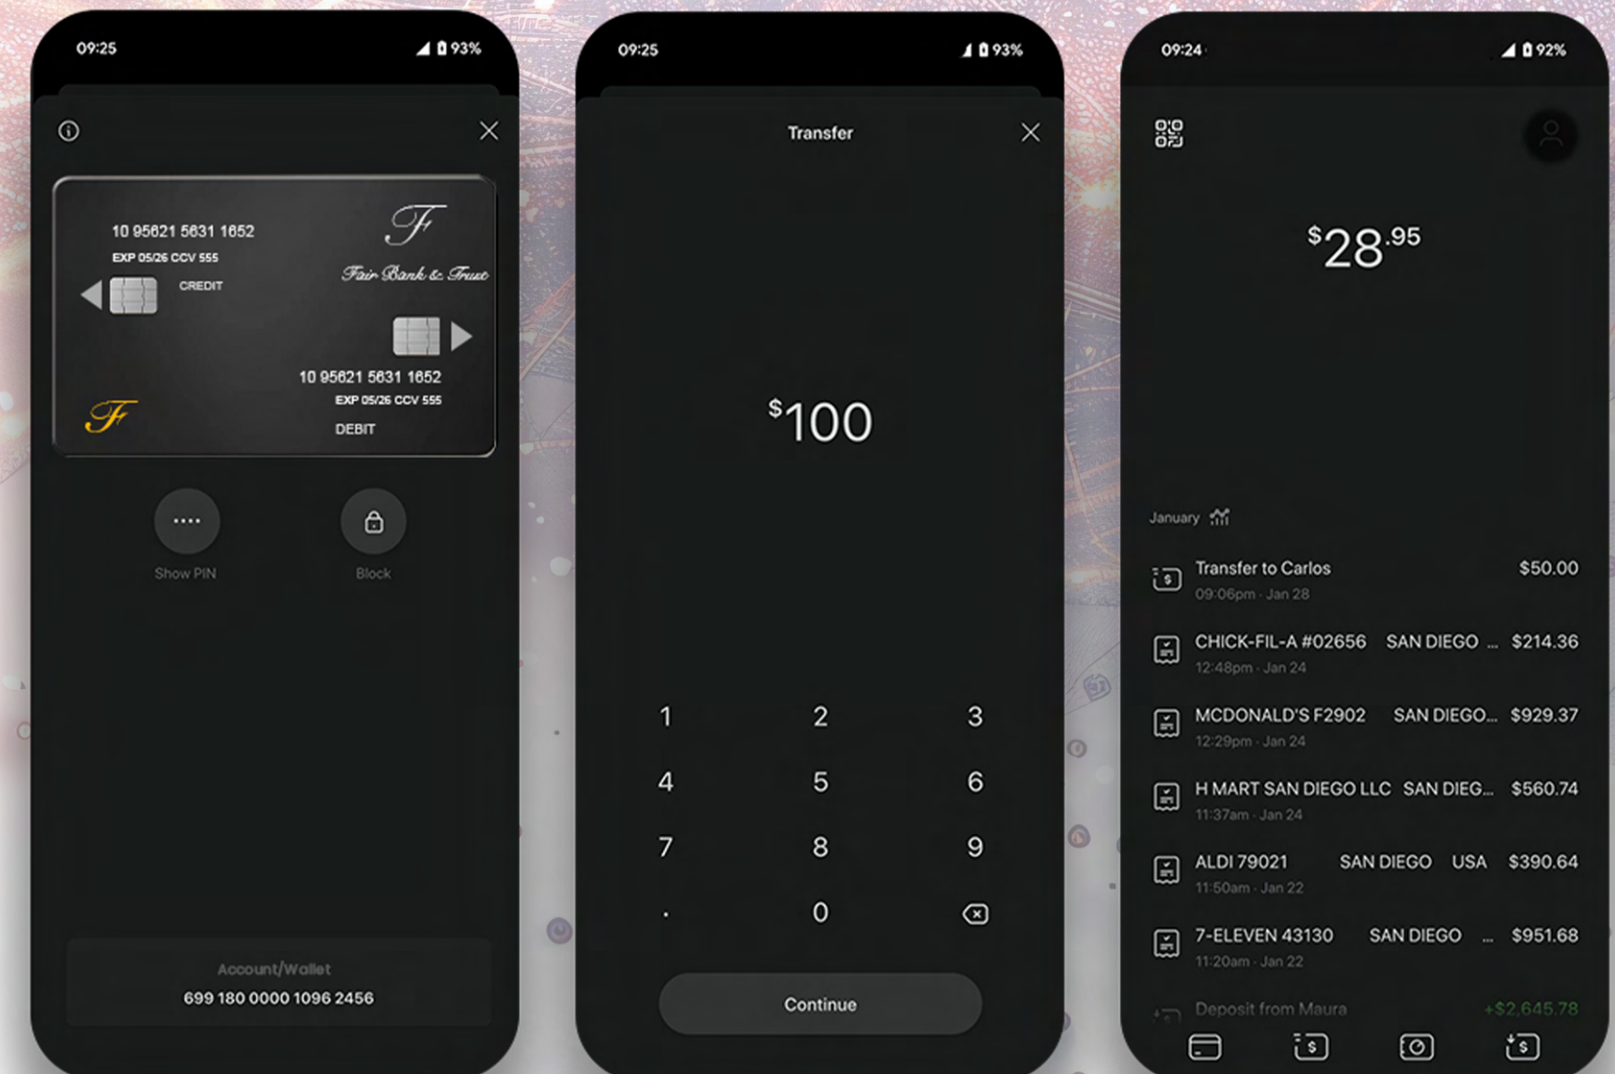 09:25
93%
10 95621 5631 1652
EXP 05/26 CCV 555
CREDIT
F
Fair Bank & Trust
10 95621 5631 1652
EXP 05/26 CCV 555
DEBIT
F
Show PIN
Block
Account/Wallet
699 180 0000 1096 2456
09:25
93%
Transfer
$100
1 2 3
4 5 6
7 8 9
. 0
Continue
09:24
92%
$28.95
January
Transfer to Carlos $50.00
09:06pm · Jan 28
CHICK-FIL-A #02656 SAN DIEGO ... $214.36
12:48pm · Jan 24
MCDONALD'S F2902 SAN DIEGO... $929.37
12:29pm · Jan 24
H MART SAN DIEGO LLC SAN DIEG... $560.74
11:37am · Jan 24
ALDI 79021 SAN DIEGO USA $390.64
11:50am · Jan 22
7-ELEVEN 43130 SAN DIEGO ... $951.68
11:20am · Jan 22
Deposit from Maura +$2,645.78